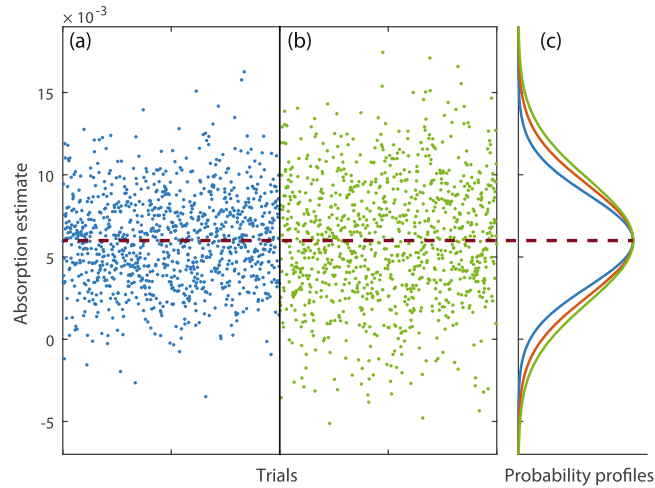 × 10⁻³
(a) (b) (c)
15
10
5
0
-5
Absorption estimate
Trials
Probability profiles